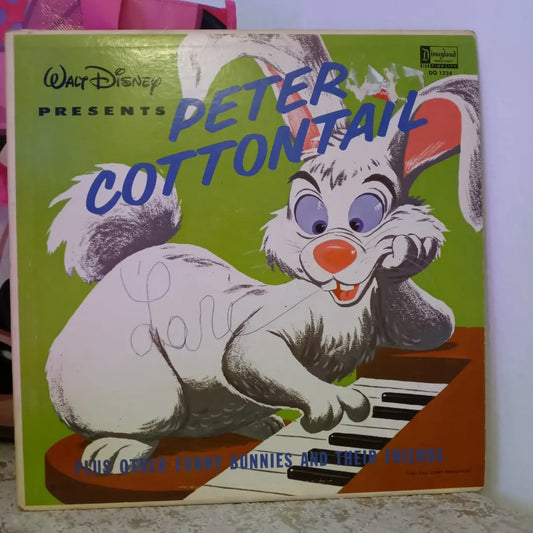 WALT DISNEY
PRESENTS
PETER
COTTONTAIL
Disneyland
DQ 1234
PLUS OTHER FUNNY BUNNIES AND THEIR FRIENDS